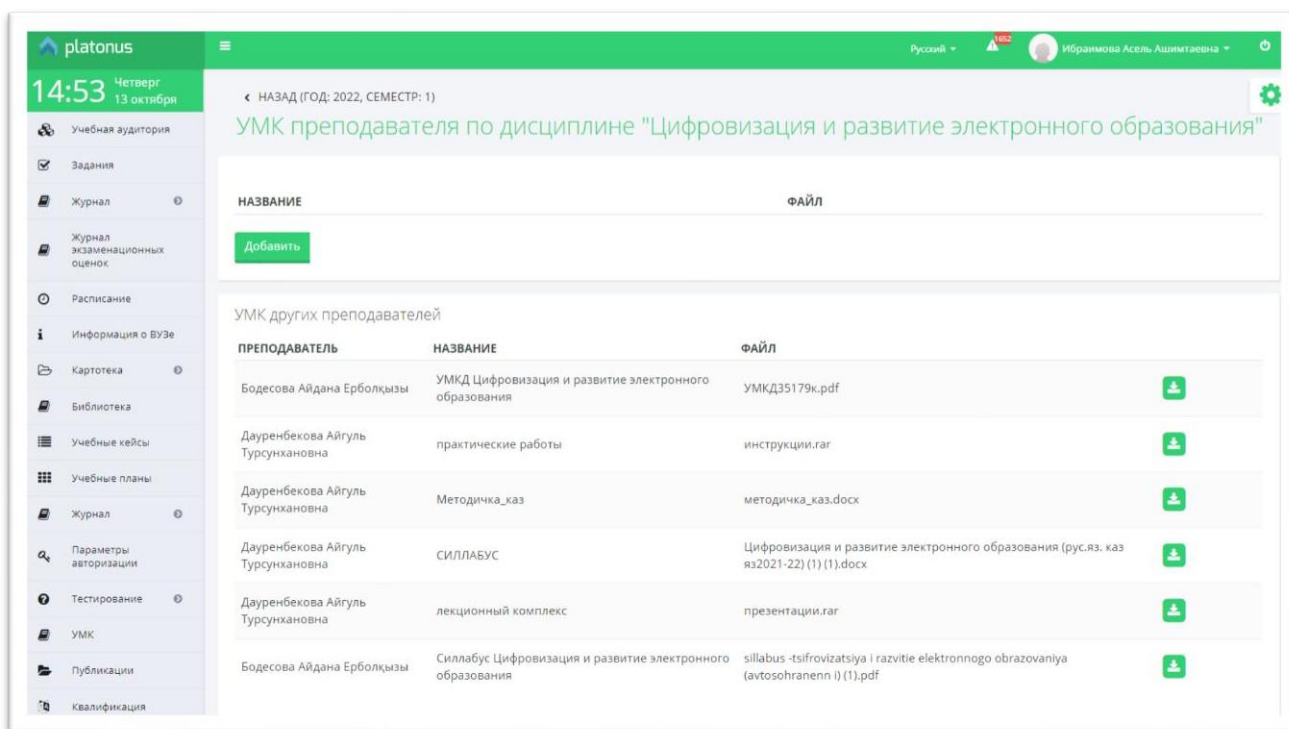 platonus
Русский
1652
Ибраимова Асель Ашимтаевна
14:53 Четверг
13 октября
НАЗАД (ГОД: 2022, СЕМЕСТР: 1)
УМК преподавателя по дисциплине "Цифровизация и развитие электронного образования"
Учебная аудитория
Задания
Журнал
Журнал
экзаменационных
оценок
Расписание
Информация о ВУЗе
Картотека
Библиотека
Учебные кейсы
Учебные планы
Журнал
Параметры
авторизации
Тестирование
УМК
Публикации
Квалификация
НАЗВАНИЕ ФАЙЛ
Добавить
УМК других преподавателей
ПРЕПОДАВАТЕЛЬ НАЗВАНИЕ ФАЙЛ
Бодесова Айдана Ерболқызы УМКД Цифровизация и развитие электронного
образования УМКД35179к.pdf
Дауренбекова Айгуль
Турсунхановна практические работы инструкции.rar
Дауренбекова Айгуль
Турсунхановна Методичка_каз методичка_каз.docx
Дауренбекова Айгуль
Турсунхановна СИЛЛАБУС Цифровизация и развитие электронного образования (рус.яз. каз
яз2021-22) (1) (1).docx
Дауренбекова Айгуль
Турсунхановна лекционный комплекс презентации.rar
Бодесова Айдана Ерболқызы Силлабус Цифровизация и развитие электронного
образования sillabus -tsifrovizatsiya i razvitie elektronnogo obrazovaniya
(avtosohranenn i) (1).pdf